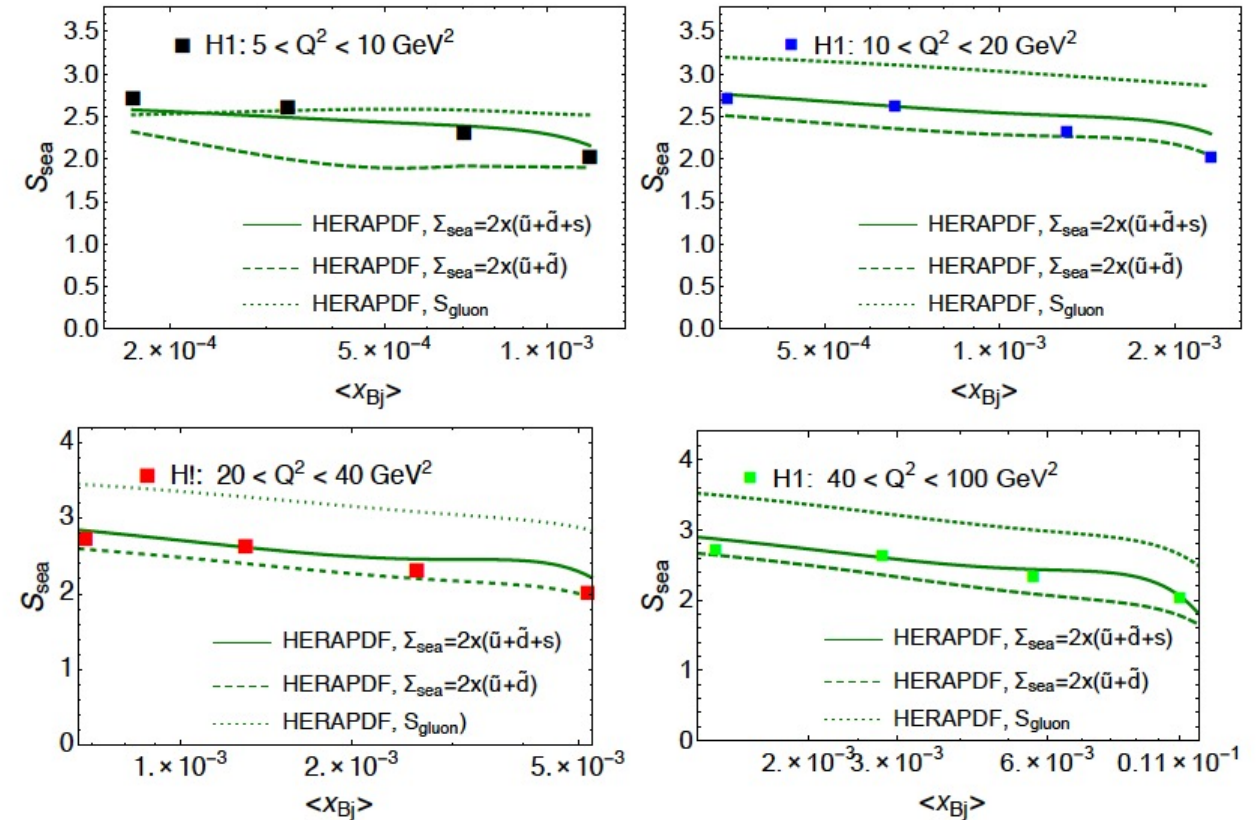 3.5
3.0
2.5
2.0
1.5
1.0
0.5
0.0
S_sea
H1: 5 < Q² < 10 GeV²
HERAPDF, Σ_sea=2x(ũ+d̃+s)
HERAPDF, Σ_sea=2x(ũ+d̃)
HERAPDF, S_gluon
2.×10⁻⁴ 5.×10⁻⁴ 1.×10⁻³
<x_Bj>
3.5
3.0
2.5
2.0
1.5
1.0
0.5
0.0
S_sea
H1: 10 < Q² < 20 GeV²
HERAPDF, Σ_sea=2x(ũ+d̃+s)
HERAPDF, Σ_sea=2x(ũ+d̃)
HERAPDF, S_gluon
5.×10⁻⁴ 1.×10⁻³ 2.×10⁻³
<x_Bj>
4
3
2
1
0
S_sea
H!: 20 < Q² < 40 GeV²
HERAPDF, Σ_sea=2x(ũ+d̃+s)
HERAPDF, Σ_sea=2x(ũ+d̃)
HERAPDF, S_gluon)
1.×10⁻³ 2.×10⁻³ 5.×10⁻³
<x_Bj>
4
3
2
1
0
S_sea
H1: 40 < Q² < 100 GeV²
HERAPDF, Σ_sea=2x(ũ+d̃+s)
HERAPDF, Σ_sea=2x(ũ+d̃)
HERAPDF, S_gluon
2.×10⁻³ 3.×10⁻³ 6.×10⁻³ 0.11×10⁻¹
<x_Bj>